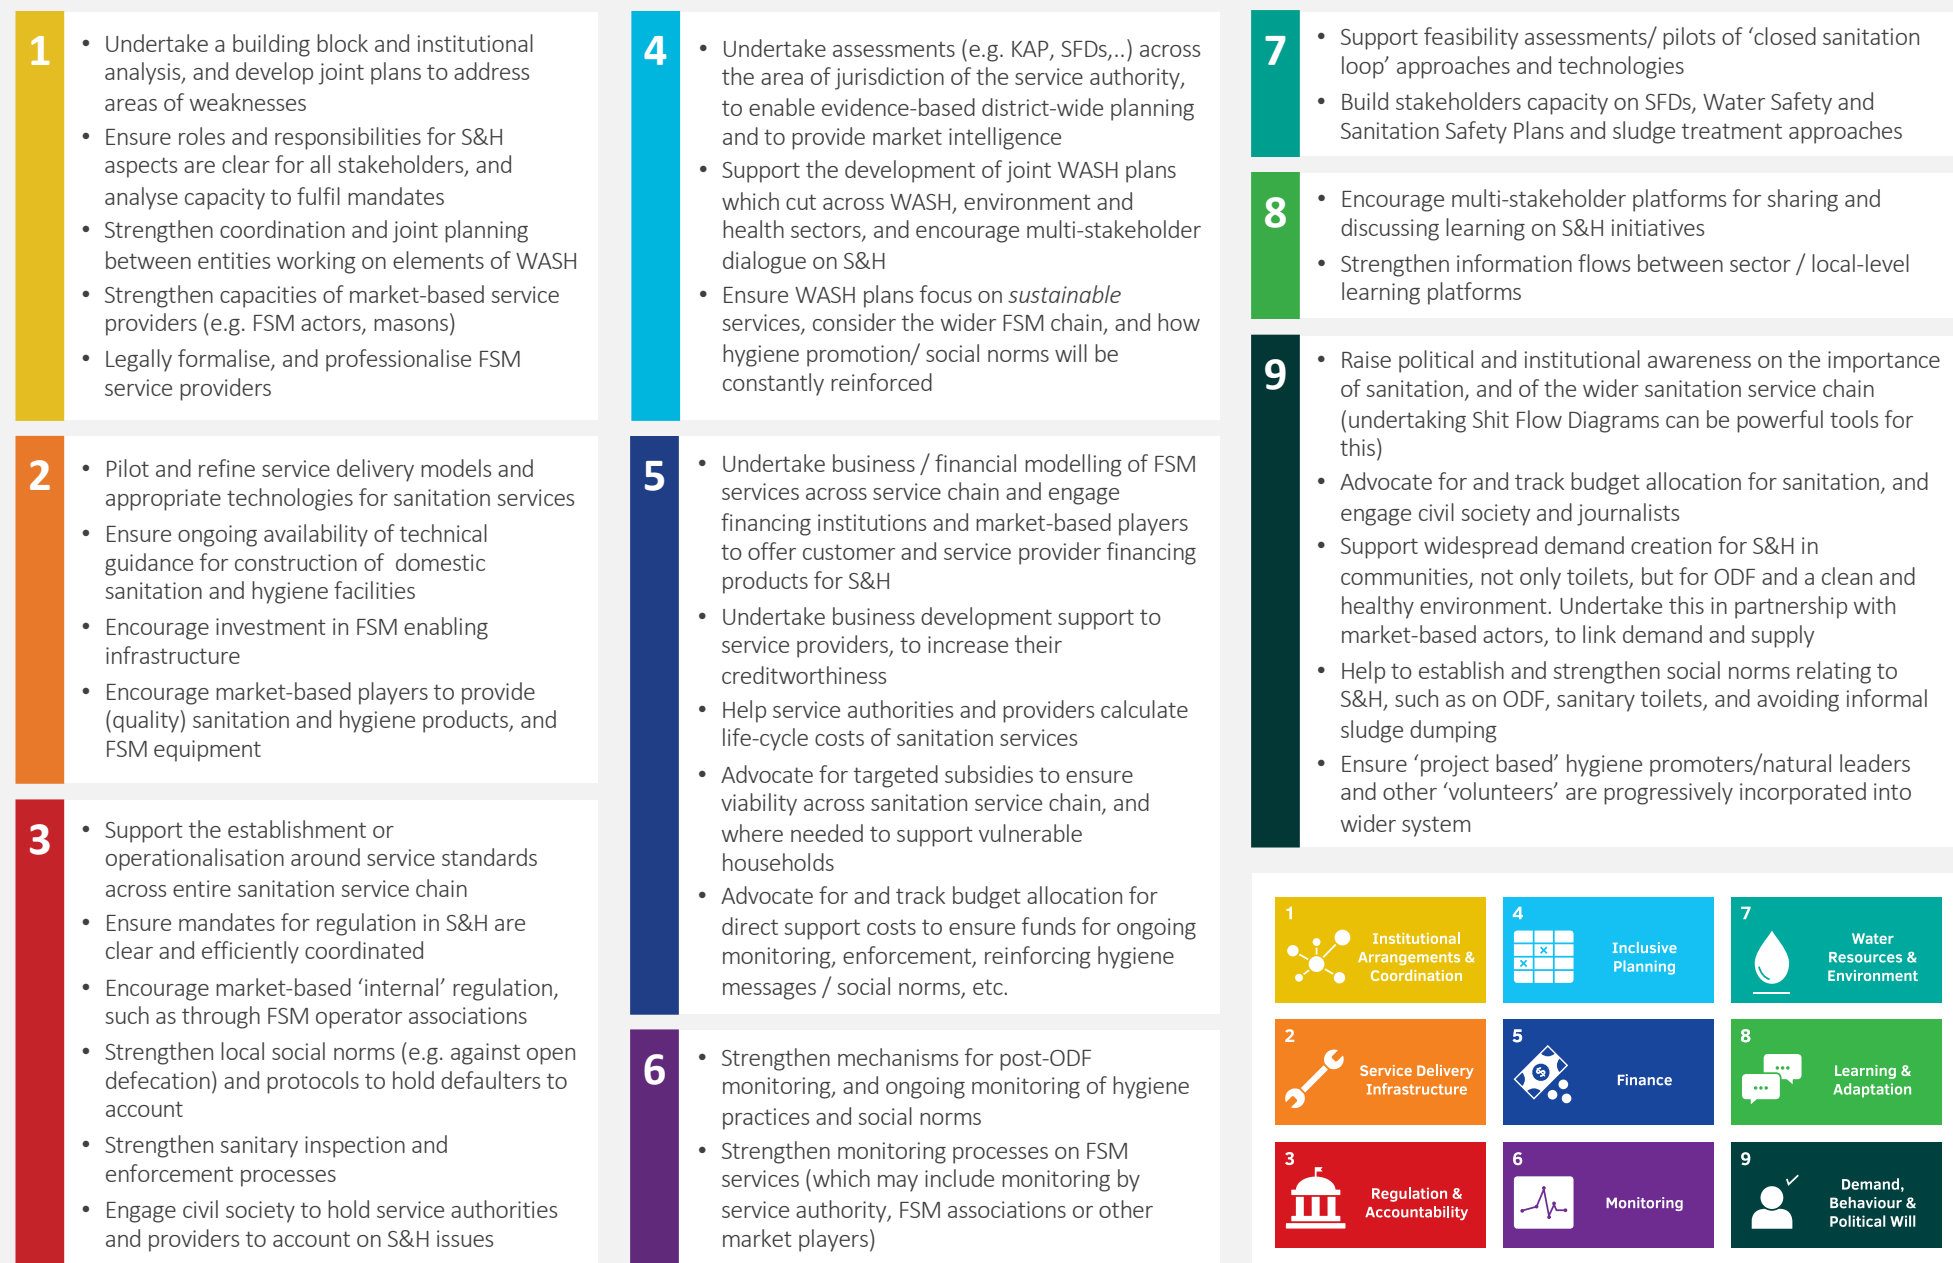 1
• Undertake a building block and institutional
analysis, and develop joint plans to address
areas of weaknesses
• Ensure roles and responsibilities for S&H
aspects are clear for all stakeholders, and
analyse capacity to fulfil mandates
• Strengthen coordination and joint planning
between entities working on elements of WASH
• Strengthen capacities of market-based service
providers (e.g. FSM actors, masons)
• Legally formalise, and professionalise FSM
service providers
2
• Pilot and refine service delivery models and
appropriate technologies for sanitation services
• Ensure ongoing availability of technical
guidance for construction of domestic
sanitation and hygiene facilities
• Encourage investment in FSM enabling
infrastructure
• Encourage market-based players to provide
(quality) sanitation and hygiene products, and
FSM equipment
3
• Support the establishment or
operationalisation around service standards
across entire sanitation service chain
• Ensure mandates for regulation in S&H are
clear and efficiently coordinated
• Encourage market-based ‘internal’ regulation,
such as through FSM operator associations
• Strengthen local social norms (e.g. against open
defecation) and protocols to hold defaulters to
account
• Strengthen sanitary inspection and
enforcement processes
• Engage civil society to hold service authorities
and providers to account on S&H issues
4
• Undertake assessments (e.g. KAP, SFDs,..) across
the area of jurisdiction of the service authority,
to enable evidence-based district-wide planning
and to provide market intelligence
• Support the development of joint WASH plans
which cut across WASH, environment and
health sectors, and encourage multi-stakeholder
dialogue on S&H
• Ensure WASH plans focus on sustainable
services, consider the wider FSM chain, and how
hygiene promotion/ social norms will be
constantly reinforced
5
• Undertake business / financial modelling of FSM
services across service chain and engage
financing institutions and market-based players
to offer customer and service provider financing
products for S&H
• Undertake business development support to
service providers, to increase their
creditworthiness
• Help service authorities and providers calculate
life-cycle costs of sanitation services
• Advocate for targeted subsidies to ensure
viability across sanitation service chain, and
where needed to support vulnerable
households
• Advocate for and track budget allocation for
direct support costs to ensure funds for ongoing
monitoring, enforcement, reinforcing hygiene
messages / social norms, etc.
6
• Strengthen mechanisms for post-ODF
monitoring, and ongoing monitoring of hygiene
practices and social norms
• Strengthen monitoring processes on FSM
services (which may include monitoring by
service authority, FSM associations or other
market players)
7
• Support feasibility assessments/ pilots of ‘closed sanitation
loop’ approaches and technologies
• Build stakeholders capacity on SFDs, Water Safety and
Sanitation Safety Plans and sludge treatment approaches
8
• Encourage multi-stakeholder platforms for sharing and
discussing learning on S&H initiatives
• Strengthen information flows between sector / local-level
learning platforms
9
• Raise political and institutional awareness on the importance
of sanitation, and of the wider sanitation service chain
(undertaking Shit Flow Diagrams can be powerful tools for
this)
• Advocate for and track budget allocation for sanitation, and
engage civil society and journalists
• Support widespread demand creation for S&H in
communities, not only toilets, but for ODF and a clean and
healthy environment. Undertake this in partnership with
market-based actors, to link demand and supply
• Help to establish and strengthen social norms relating to
S&H, such as on ODF, sanitary toilets, and avoiding informal
sludge dumping
• Ensure ‘project based’ hygiene promoters/natural leaders
and other ‘volunteers’ are progressively incorporated into
wider system
1
Institutional
Arrangements &
Coordination
4
Inclusive
Planning
7
Water
Resources &
Environment
2
Service Delivery
Infrastructure
5
Finance
8
Learning &
Adaptation
3
Regulation &
Accountability
6
Monitoring
9
Demand,
Behaviour &
Political Will